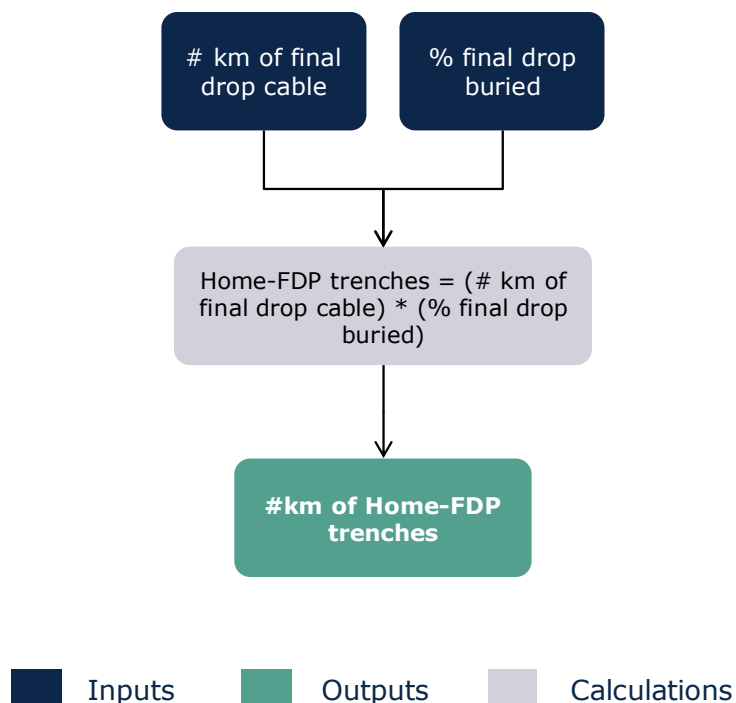 # km of final
drop cable
% final drop
buried
Home-FDP trenches = (# km of
final drop cable) * (% final drop
buried)
#km of Home-FDP
trenches
Inputs
Outputs
Calculations